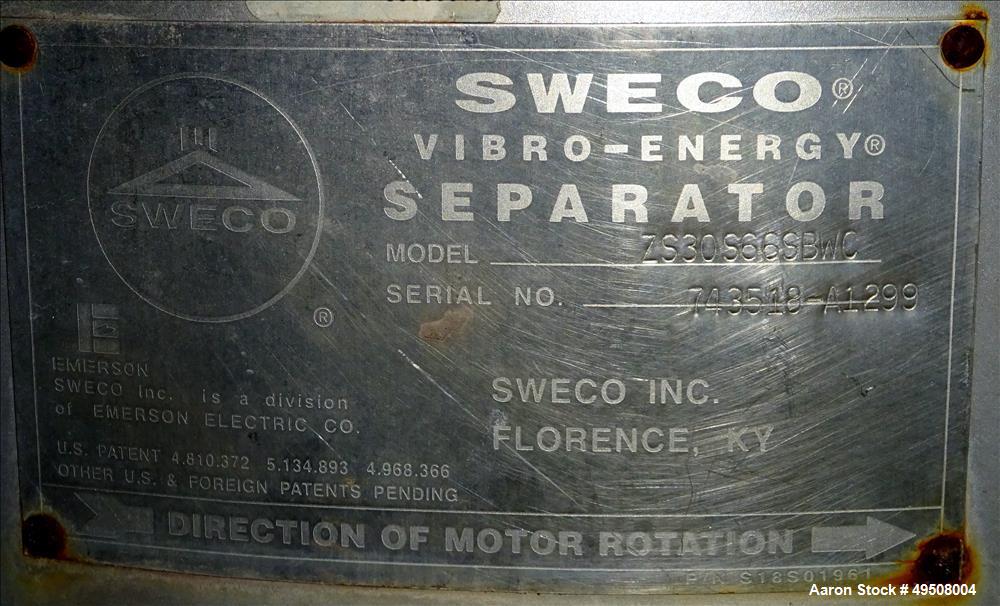 SWECO®
VIBRO-ENERGY®
SEPARATOR
MODEL ZS30S66SBWC
SERIAL NO. 743518-A1299
SWECO
®
EMERSON
SWECO Inc. is a division
of EMERSON ELECTRIC CO.
SWECO INC.
FLORENCE, KY
U.S. PATENT 4.810.372 5.134.893 4.968.366
OTHER U.S. & FOREIGN PATENTS PENDING
DIRECTION OF MOTOR ROTATION
P/N S18S01961
Aaron Stock # 49508004